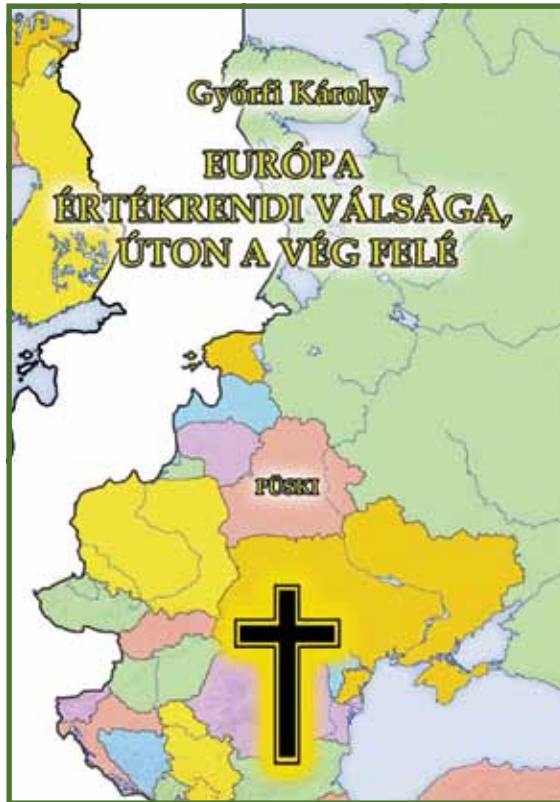 Győrfi Károly
EURÓPA
ÉRTÉKRENDI VÁLSÁGA,
ÚTON A VÉG FELÉ
PÜSKI